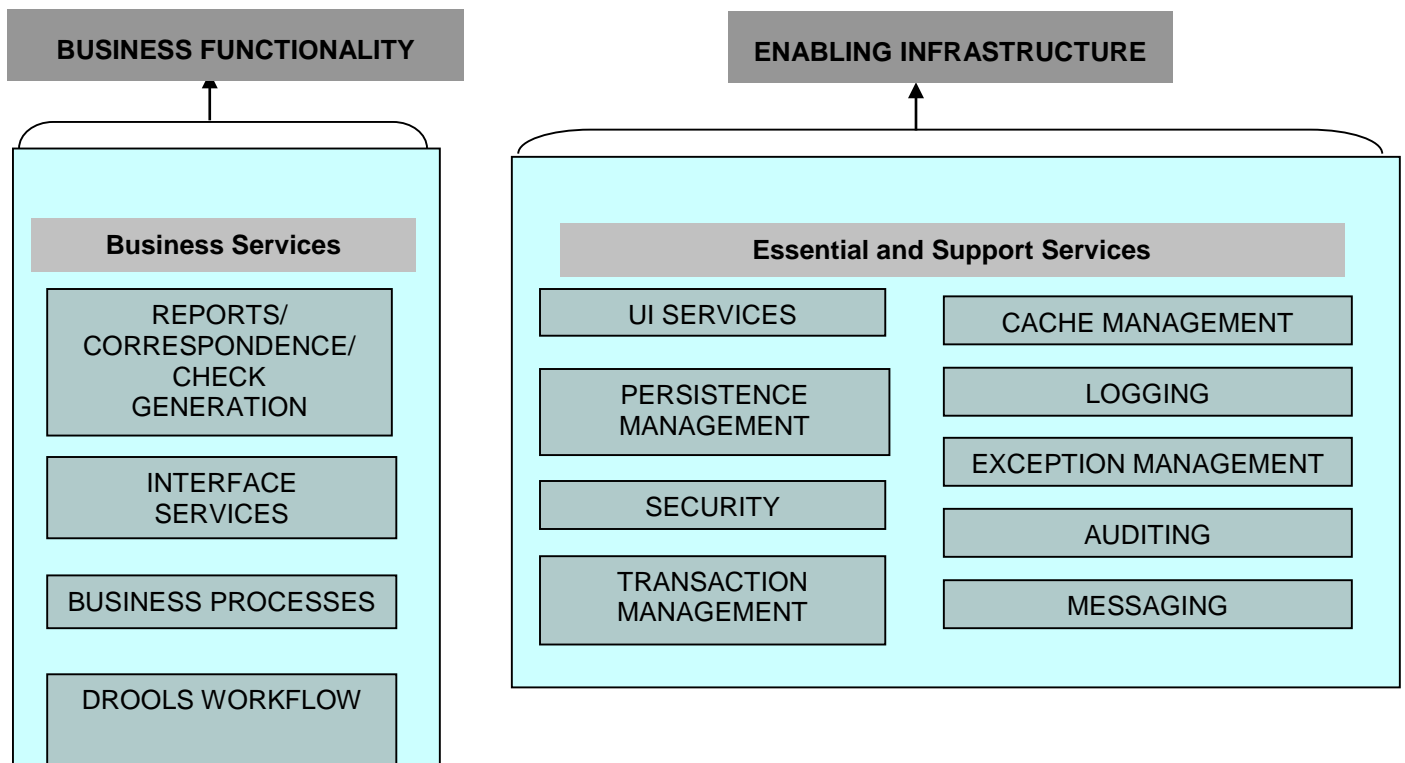 BUSINESS FUNCTIONALITY
Business Services
REPORTS/
CORRESPONDENCE/
CHECK
GENERATION
INTERFACE
SERVICES
BUSINESS PROCESSES
DROOLS WORKFLOW
ENABLING INFRASTRUCTURE
Essential and Support Services
UI SERVICES
PERSISTENCE
MANAGEMENT
SECURITY
TRANSACTION
MANAGEMENT
CACHE MANAGEMENT
LOGGING
EXCEPTION MANAGEMENT
AUDITING
MESSAGING